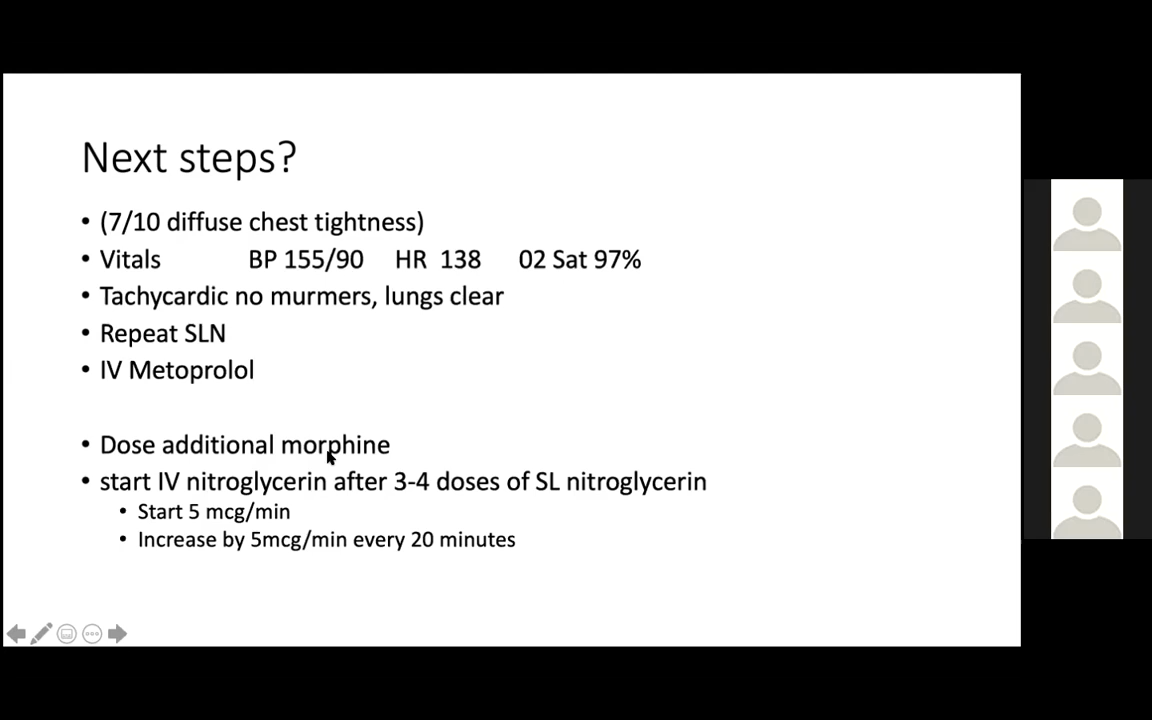 Next steps?
• (7/10 diffuse chest tightness)
• Vitals BP 155/90 HR 138 02 Sat 97%
• Tachycardic no murmers, lungs clear
• Repeat SLN
• IV Metoprolol
• Dose additional morphine
• start IV nitroglycerin after 3-4 doses of SL nitroglycerin
• Start 5 mcg/min
• Increase by 5mcg/min every 20 minutes